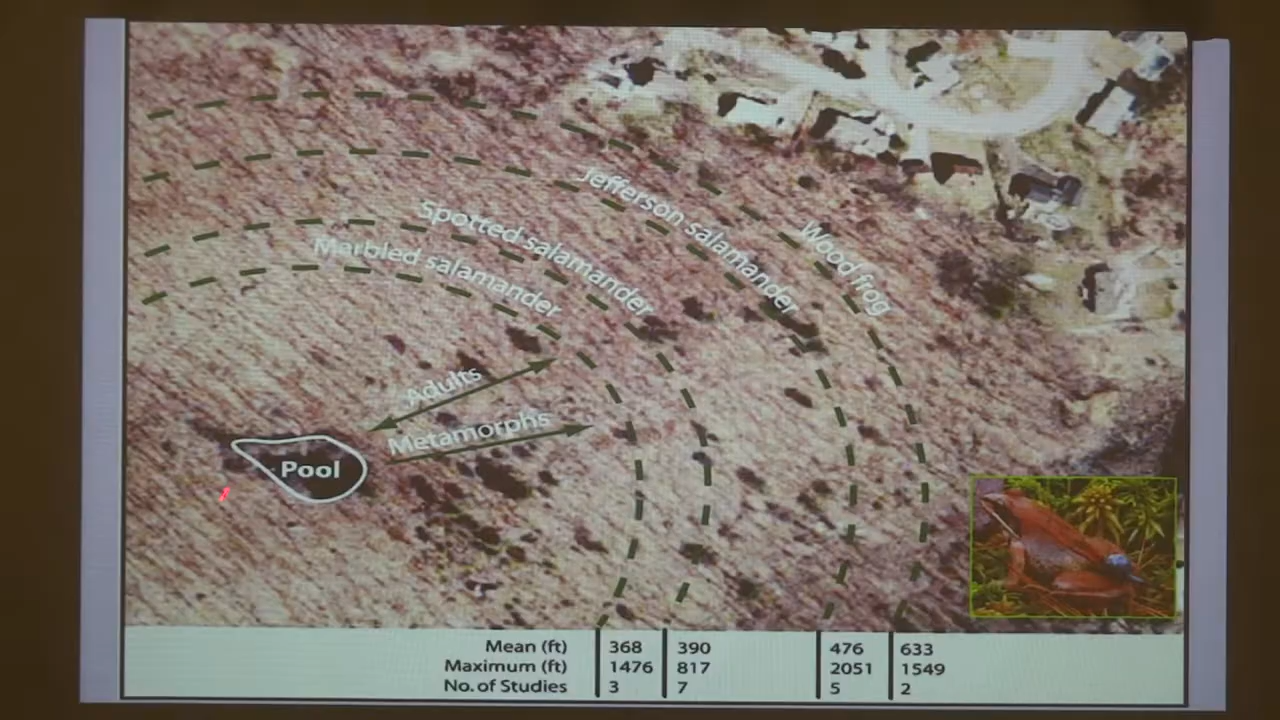 Jefferson salamander
Wood frog
Spotted salamander
Marbled salamander
Adults
Metamorphs
Pool
Mean (ft) 368 390 476 633
Maximum (ft) 1476 817 2051 1549
No. of Studies 3 7 5 2